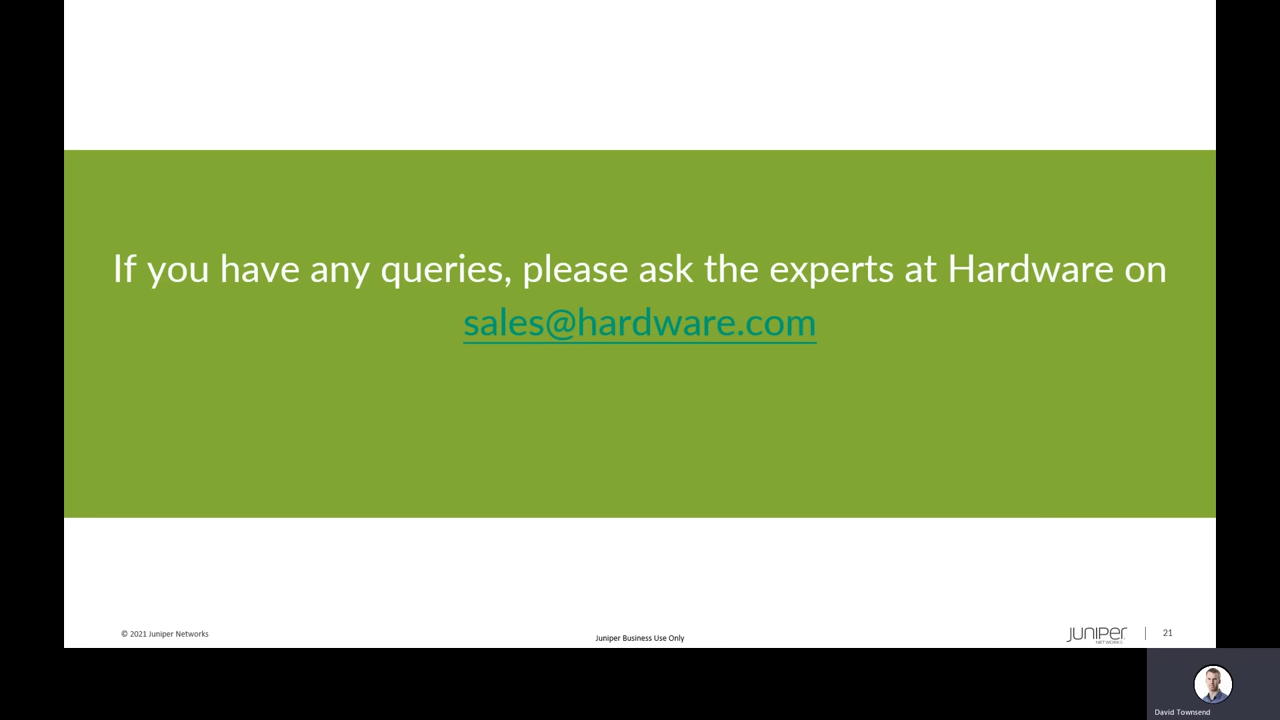 If you have any queries, please ask the experts at Hardware on
sales@hardware.com
© 2021 Juniper Networks
Juniper Business Use Only
JUNIPER
NETWORKS
21
David Townsend